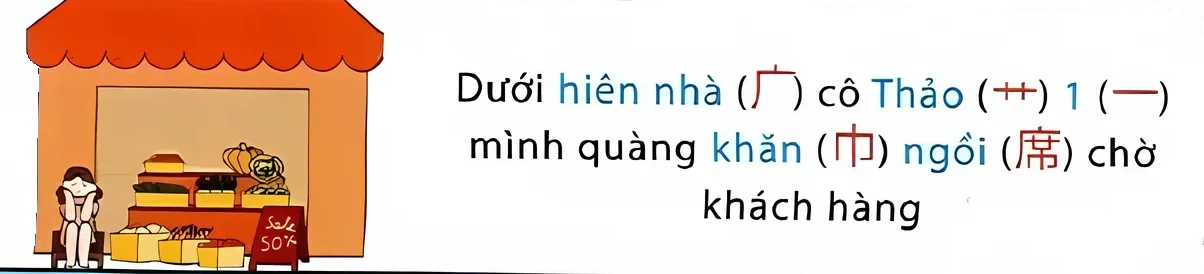 Sale
50%
Dưới hiên nhà (广) cô Thảo (艹) 1 (一)
mình quàng khăn (巾) ngồi (席) chờ
khách hàng